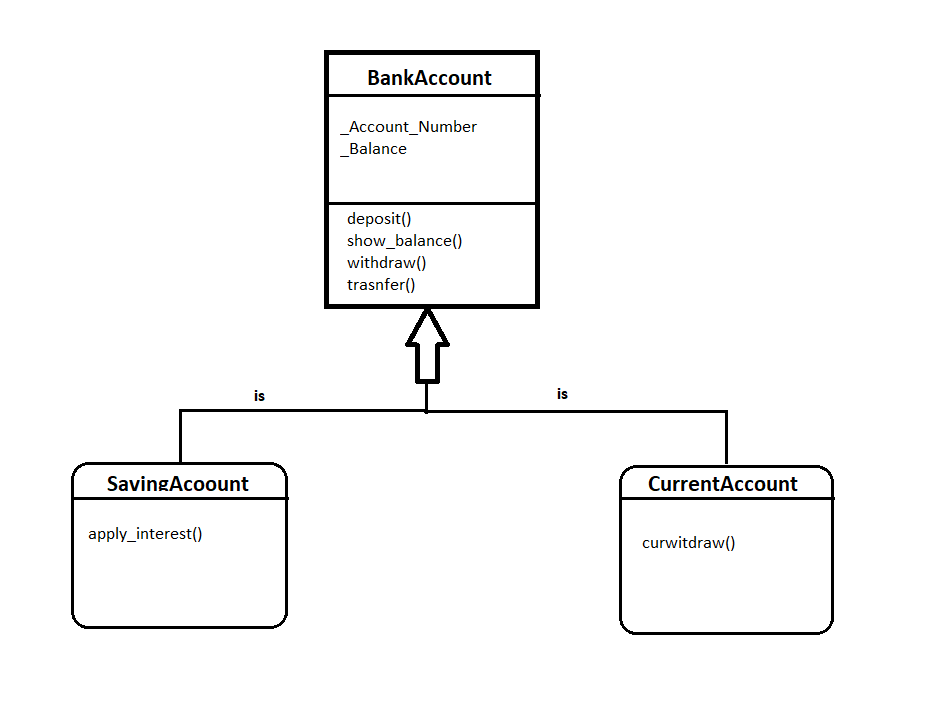 BankAccount
_Account_Number
_Balance
deposit()
show_balance()
withdraw()
trasnfer()
is
is
SavingAcoount
CurrentAccount
apply_interest()
curwitdraw()